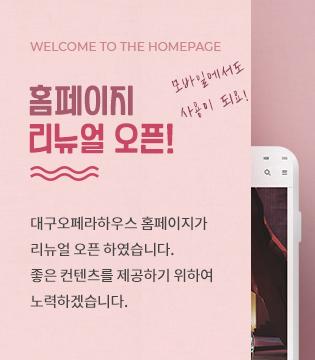 WELCOME TO THE HOMEPAGE
모바일에서도
사용이 되요!
홈페이지
리뉴얼 오픈!
대구오페라하우스 홈페이지가
리뉴얼 오픈 하였습니다.
좋은 컨텐츠를 제공하기 위하여
노력하겠습니다.